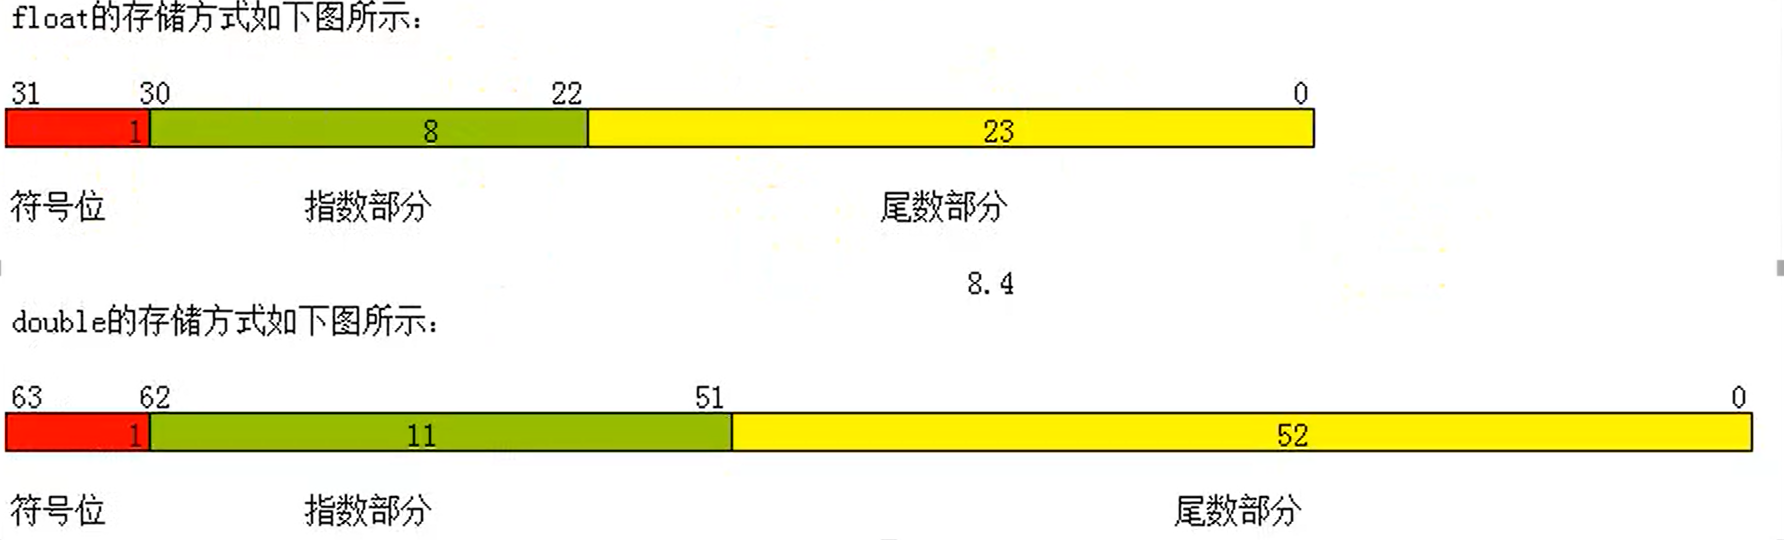 float的存储方式如下图所示:
31 30 22 0
1 8 23
符号位 指数部分 尾数部分
8.4
double的存储方式如下图所示:
63 62 51 0
1 11 52
符号位 指数部分 尾数部分